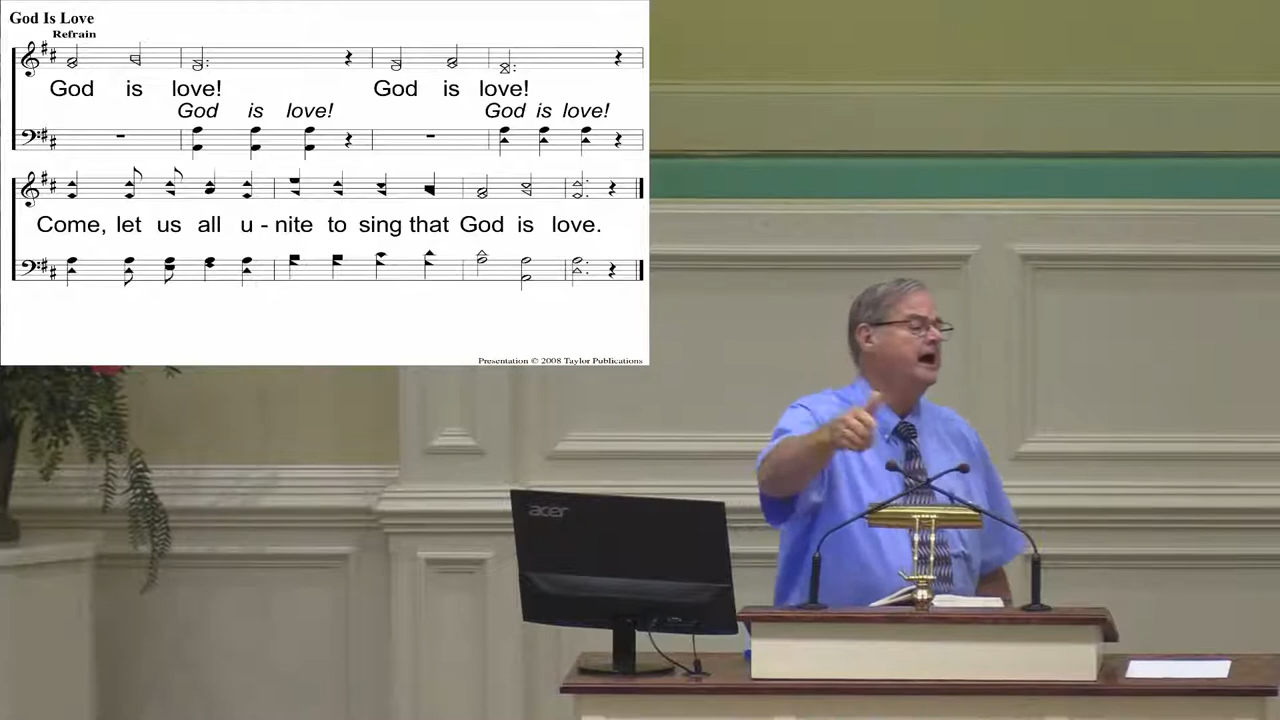 God Is Love
Refrain
God is love! God is love!
God is love! God is love!
Come, let us all u - nite to sing that God is love.
Presentation © 2008 Taylor Publications
acer